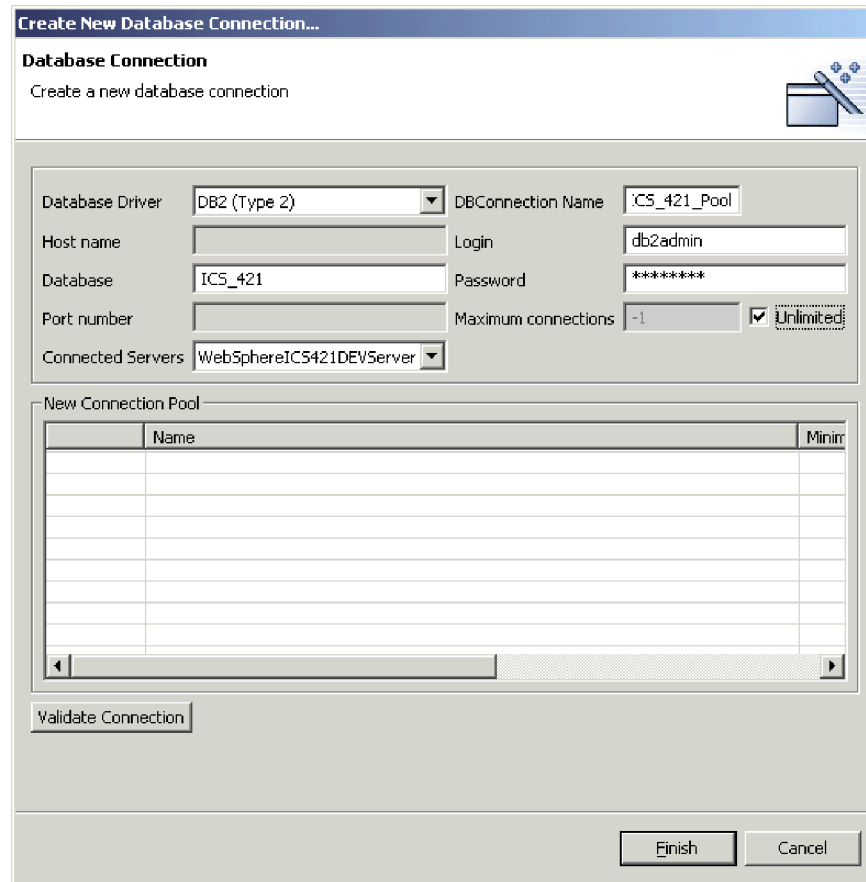 Create New Database Connection...
Database Connection
Create a new database connection
Database Driver DB2 (Type 2) DBConnection Name ICS_421_Pool
Host name Login db2admin
Database ICS_421 Password ********
Port number Maximum connections -1 Unlimited
Connected Servers WebSphereICS421DEVServer
New Connection Pool
Name Minim
Validate Connection
Finish Cancel